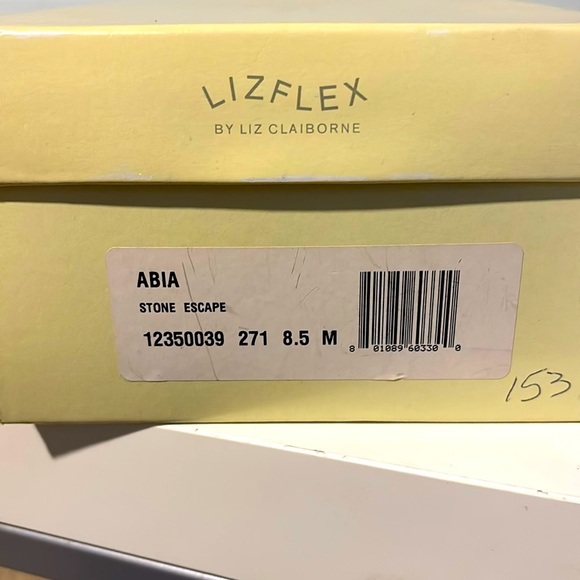 LIZFLEX
BY LIZ CLAIBORNE
ABIA
STONE ESCAPE
12350039 271 8.5 M
8 01089 60330 0
153